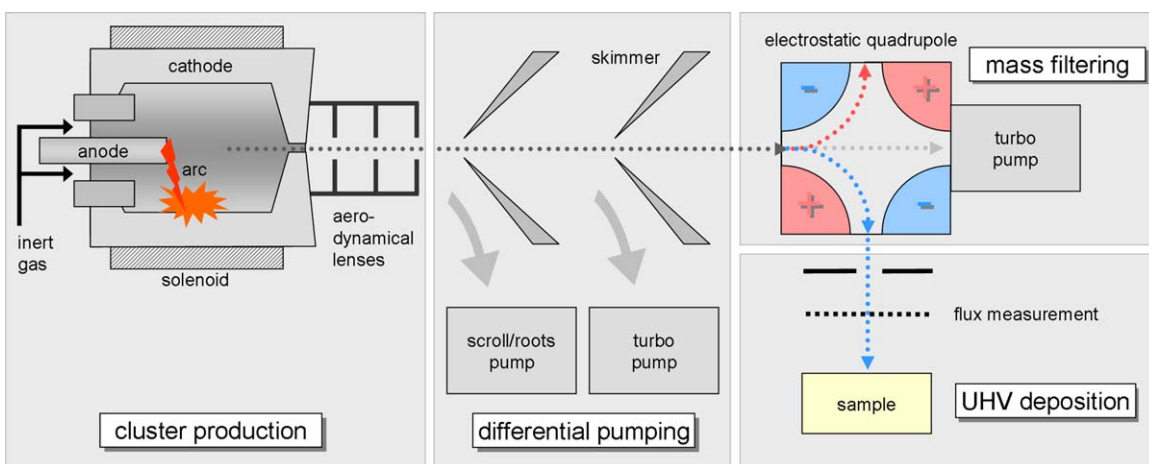 cathode
anode
arc
inert
gas
solenoid
aero-
dynamical
lenses
cluster production
skimmer
scroll/roots
pump
turbo
pump
differential pumping
electrostatic quadrupole
mass filtering
-
+
+
-
turbo
pump
flux measurement
sample
UHV deposition